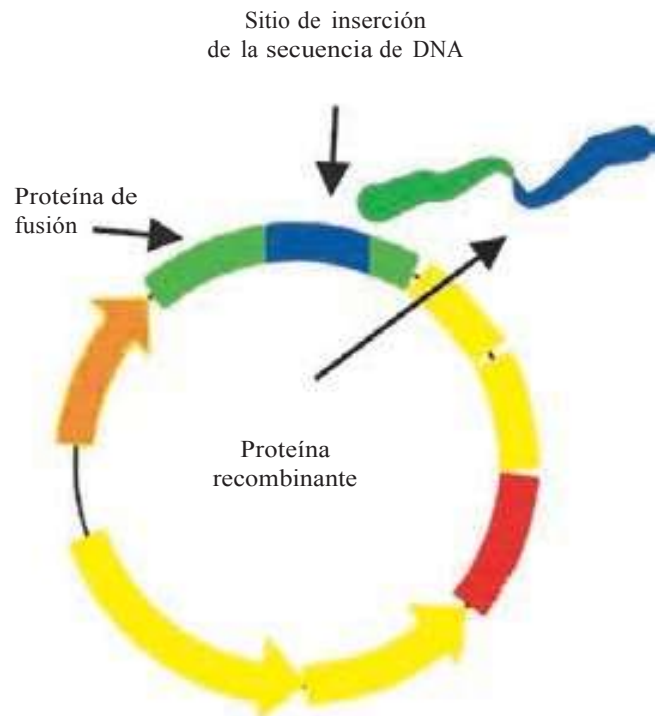 Sitio de inserción
de la secuencia de DNA
Proteína de
fusión
Proteína
recombinante